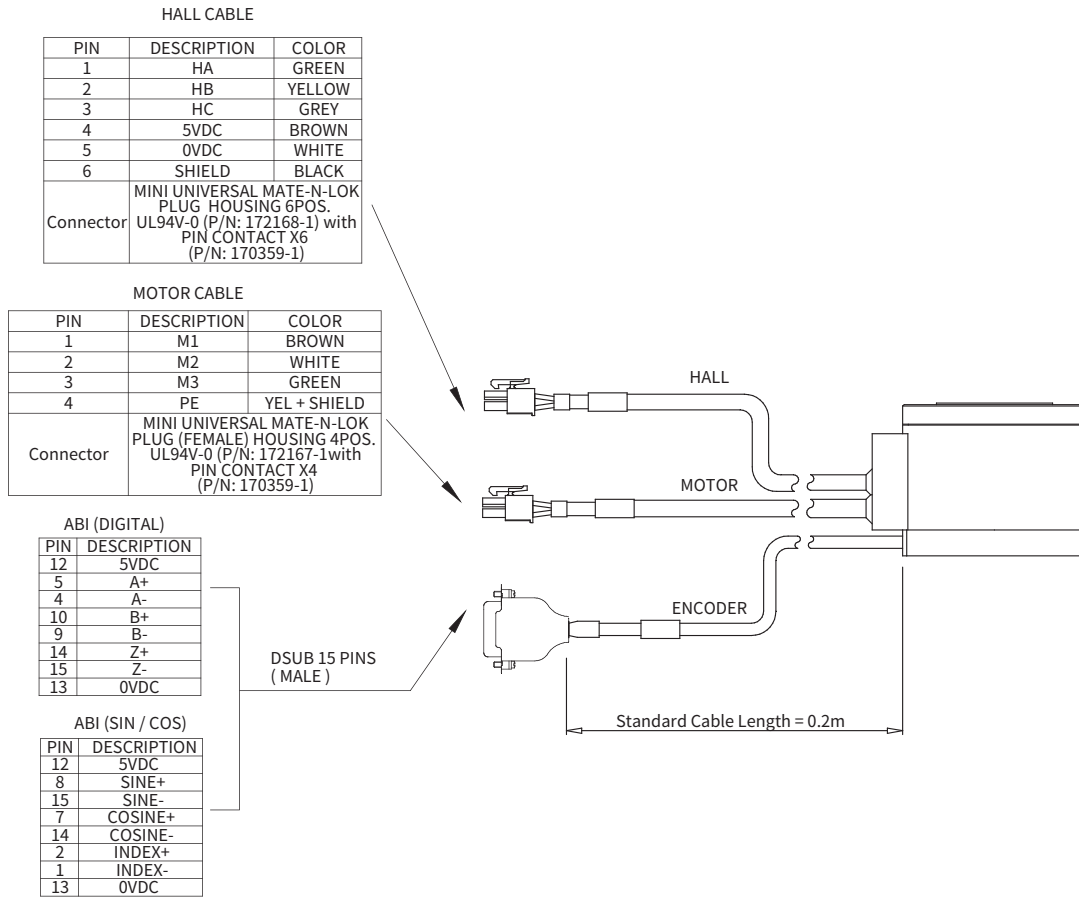 HALL CABLE
PIN DESCRIPTION COLOR
1 HA GREEN
2 HB YELLOW
3 HC GREY
4 5VDC BROWN
5 0VDC WHITE
6 SHIELD BLACK
Connector
MINI UNIVERSAL MATE-N-LOK
PLUG HOUSING 6POS.
UL94V-0 (P/N: 172168-1) with
PIN CONTACT X6
(P/N: 170359-1)
MOTOR CABLE
PIN DESCRIPTION COLOR
1 M1 BROWN
2 M2 WHITE
3 M3 GREEN
4 PE YEL + SHIELD
Connector
MINI UNIVERSAL MATE-N-LOK
PLUG (FEMALE) HOUSING 4POS.
UL94V-0 (P/N: 172167-1with
PIN CONTACT X4
(P/N: 170359-1)
ABI (DIGITAL)
PIN DESCRIPTION
12 5VDC
5 A+
4 A-
10 B+
9 B-
14 Z+
15 Z-
13 0VDC
ABI (SIN / COS)
PIN DESCRIPTION
12 5VDC
8 SINE+
15 SINE-
7 COSINE+
14 COSINE-
2 INDEX+
1 INDEX-
13 0VDC
DSUB 15 PINS
( MALE )
HALL
MOTOR
ENCODER
Standard Cable Length = 0.2m